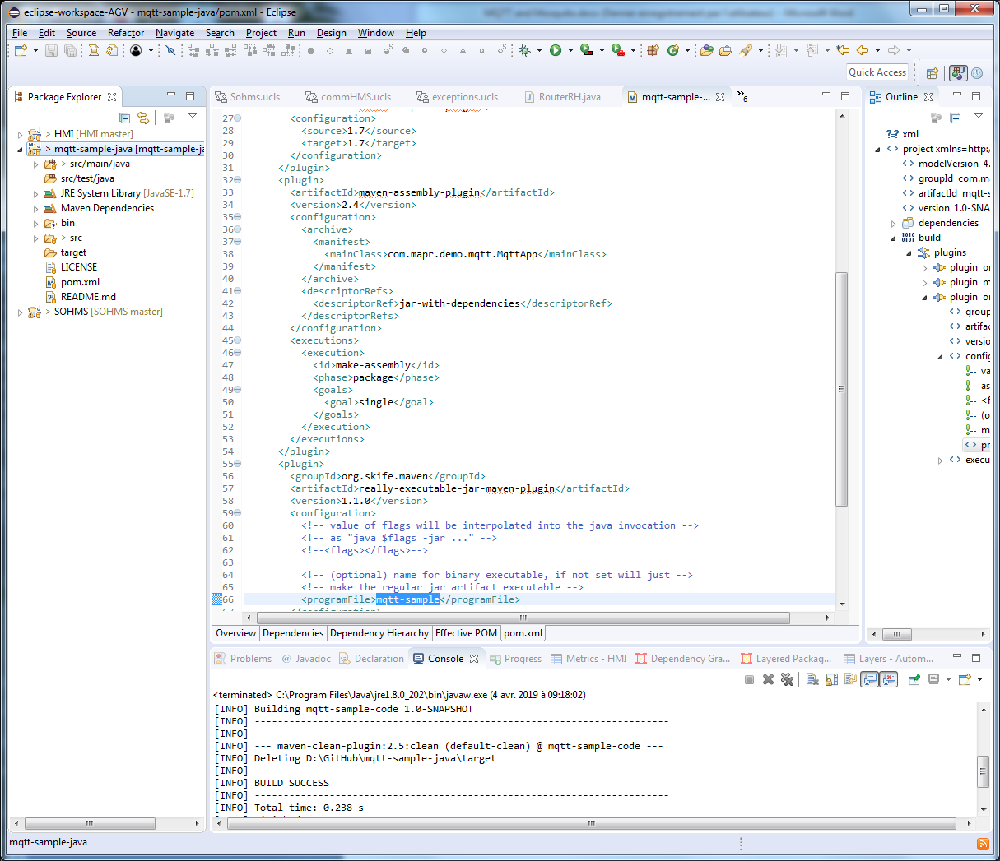 eclipse-workspace-AGV - mqtt-sample-java/pom.xml - Eclipse
File Edit Source Refactor Navigate Search Project Run Design Window Help
Quick Access
Package Explorer
> HMI [HMI master]
> mqtt-sample-java [mqtt-sample-ja
> src/main/java
src/test/java
JRE System Library [JavaSE-1.7]
Maven Dependencies
bin
> src
target
LICENSE
pom.xml
README.md
> SOHMS [SOHMS master]
Sohms.ucls commHMS.ucls exceptions.ucls RouterRH.java mqtt-sample-... »6
27 <configuration>
28 <source>1.7</source>
29 <target>1.7</target>
30 </configuration>
31 </plugin>
32 <plugin>
33 <artifactId>maven-assembly-plugin</artifactId>
34 <version>2.4</version>
35 <configuration>
36 <archive>
37 <manifest>
38 <mainClass>com.mapr.demo.mqtt.MqttApp</mainClass>
39 </manifest>
40 </archive>
41 <descriptorRefs>
42 <descriptorRef>jar-with-dependencies</descriptorRef>
43 </descriptorRefs>
44 </configuration>
45 <executions>
46 <execution>
47 <id>make-assembly</id>
48 <phase>package</phase>
49 <goals>
50 <goal>single</goal>
51 </goals>
52 </execution>
53 </executions>
54 </plugin>
55 <plugin>
56 <groupId>org.skife.maven</groupId>
57 <artifactId>really-executable-jar-maven-plugin</artifactId>
58 <version>1.1.0</version>
59 <configuration>
60 <!-- value of flags will be interpolated into the java invocation -->
61 <!-- as "java $flags -jar ..." -->
62 <!--<flags></flags>-->
63
64 <!-- (optional) name for binary executable, if not set will just -->
65 <!-- make the regular jar artifact executable -->
66 <programFile>mqtt-sample</programFile>
Overview Dependencies Dependency Hierarchy Effective POM pom.xml
Outline
?=? xml
project xmlns=http:/
modelVersion 4.
groupId com.ma
artifactId mqtt-s
version 1.0-SNA
dependencies
build
plugins
plugin or
plugin m
plugin or
group
artifac
versio
config
va
as
<f
(o
m
pr
execu
Problems Javadoc Declaration Console Progress Metrics - HMI Dependency Gra... Layered Packag... Layers - Autom...
<terminated> C:\Program Files\Java\jre1.8.0_202\bin\javaw.exe (4 avr. 2019 à 09:18:02)
[INFO] Building mqtt-sample-code 1.0-SNAPSHOT
[INFO] ------------------------------------------------------------------------
[INFO]
[INFO] --- maven-clean-plugin:2.5:clean (default-clean) @ mqtt-sample-code ---
[INFO] Deleting D:\GitHub\mqtt-sample-java\target
[INFO] ------------------------------------------------------------------------
[INFO] BUILD SUCCESS
[INFO] ------------------------------------------------------------------------
[INFO] Total time: 0.238 s
mqtt-sample-java